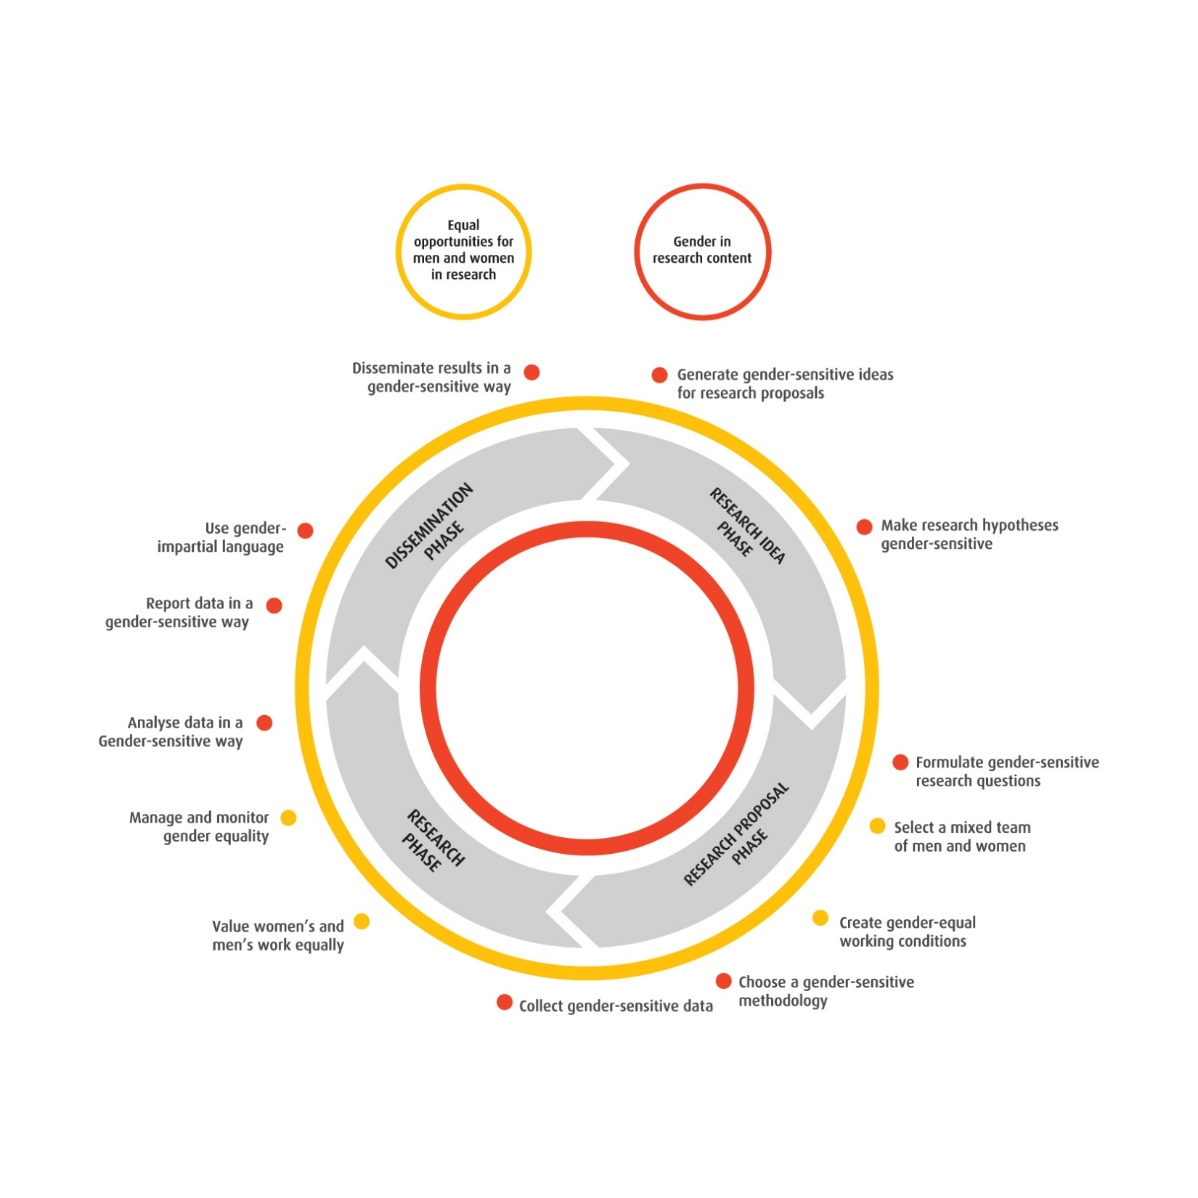 Equal
opportunities for
men and women
in research
Gender in
research content
Disseminate results in a
gender-sensitive way
Generate gender-sensitive ideas
for research proposals
DISSEMINATION
PHASE
RESEARCH IDEA
PHASE
Use gender-
impartial language
Make research hypotheses
gender-sensitive
Report data in a
gender-sensitive way
Analyse data in a
Gender-sensitive way
Formulate gender-sensitive
research questions
Manage and monitor
gender equality
Select a mixed team
of men and women
RESEARCH
PHASE
RESEARCH PROPOSAL
PHASE
Value women's and
men's work equally
Create gender-equal
working conditions
Choose a gender-sensitive
methodology
Collect gender-sensitive data